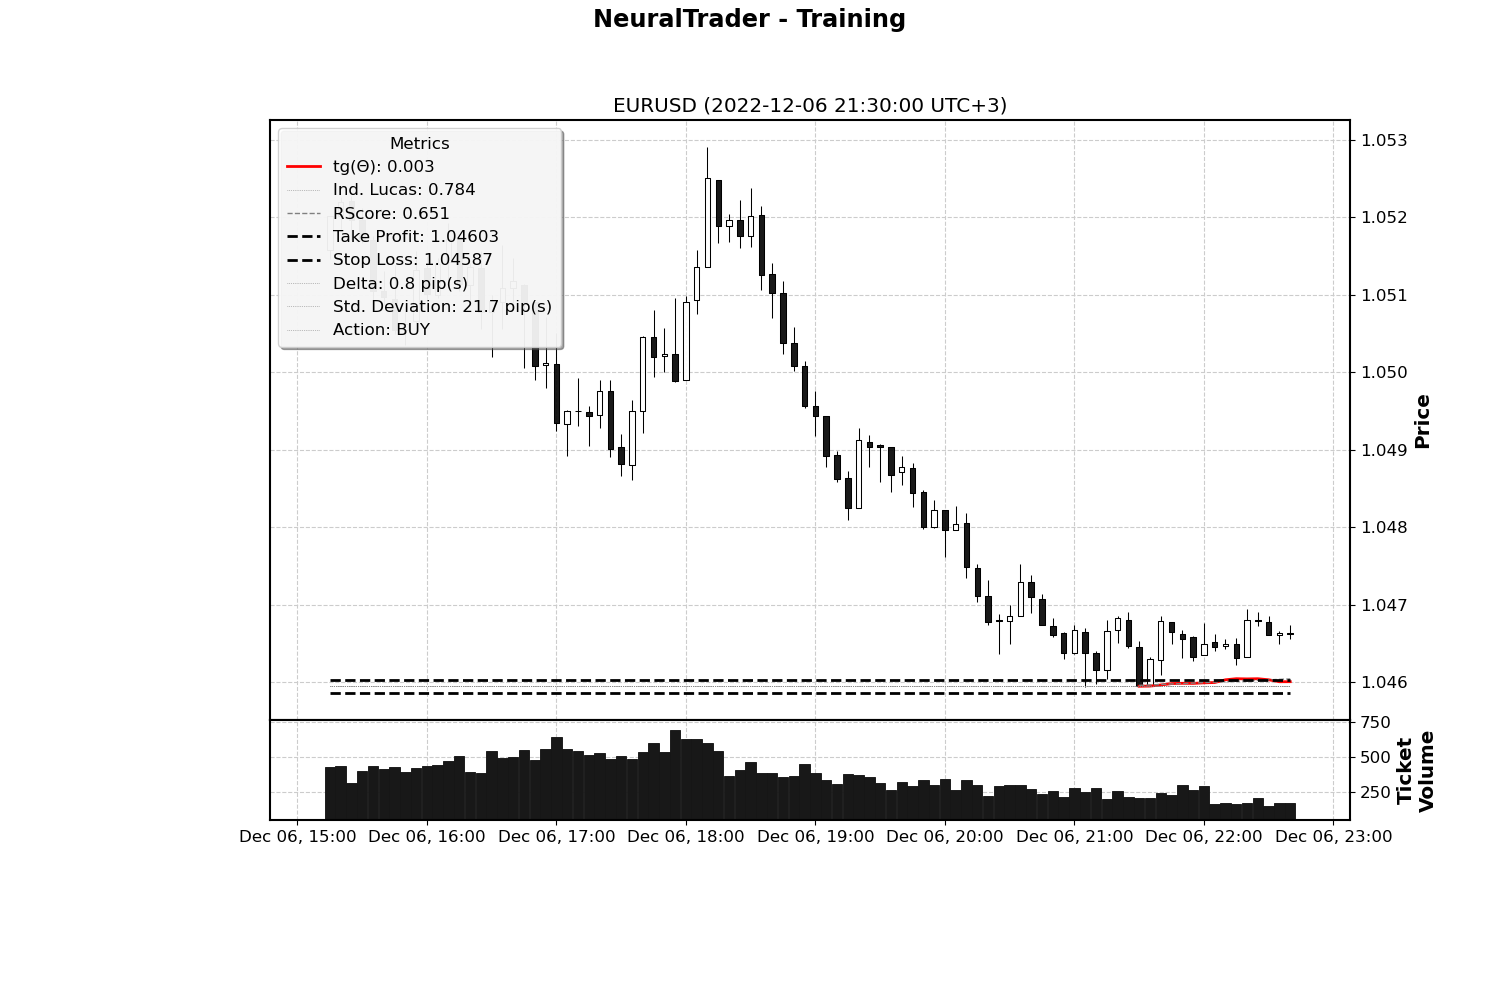 NeuralTrader - Training
EURUSD (2022-12-06 21:30:00 UTC+3)
Metrics
tg(Θ): 0.003
Ind. Lucas: 0.784
RScore: 0.651
Take Profit: 1.04603
Stop Loss: 1.04587
Delta: 0.8 pip(s)
Std. Deviation: 21.7 pip(s)
Action: BUY
1.053
1.052
1.051
1.050
1.049
1.048
1.047
1.046
Price
750
500
250
Ticket
Volume
Dec 06, 15:00 Dec 06, 16:00 Dec 06, 17:00 Dec 06, 18:00 Dec 06, 19:00 Dec 06, 20:00 Dec 06, 21:00 Dec 06, 22:00 Dec 06, 23:00